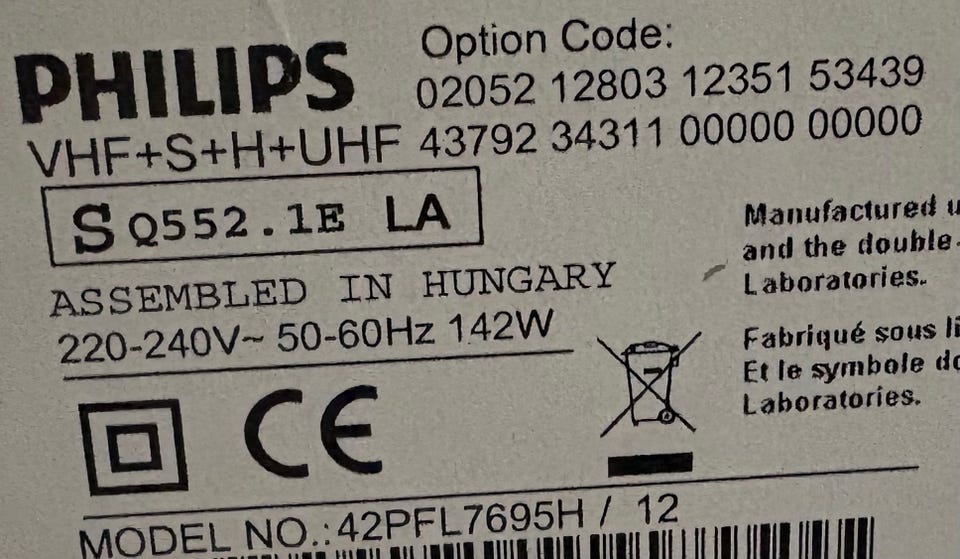 PHILIPS
VHF+S+H+UHF
Option Code:
02052 12803 12351 53439
43792 34311 00000 00000
S Q552.1E LA
ASSEMBLED IN HUNGARY
220-240V~ 50-60Hz 142W
Manufactured u
and the double-
Laboratories.
Fabriqué sous li
Et le symbole do
Laboratories.
CE
MODEL NO.:42PFL7695H / 12